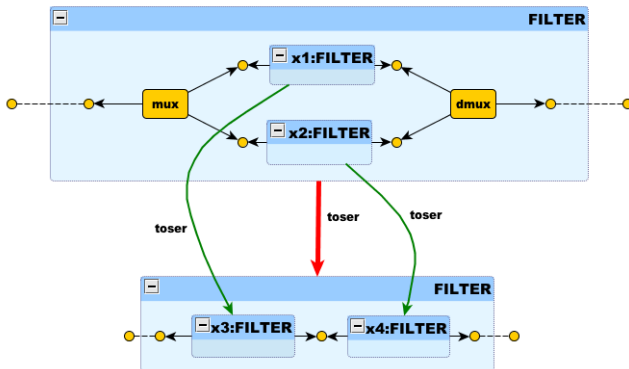 FILTER
x1:FILTER
mux
dmux
x2:FILTER
toser
toser
toser
FILTER
x3:FILTER
x4:FILTER